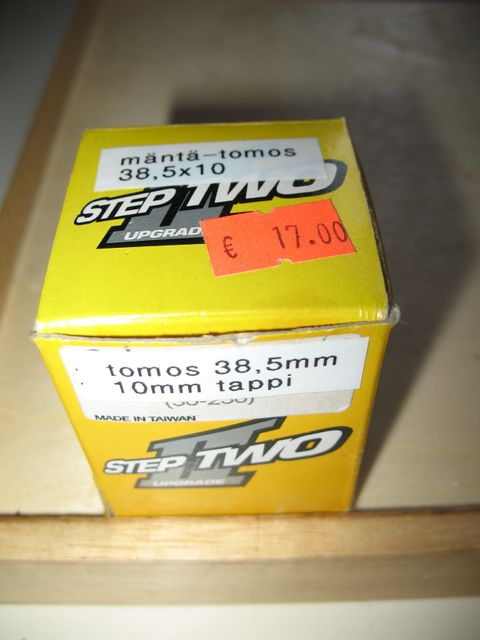 mäntä-tomos
38,5x10
STEP TWO
UPGRADE
€ 17.00
tomos 38,5mm
10mm tappi
MADE IN TAIWAN
STEP TWO
UPGRADE